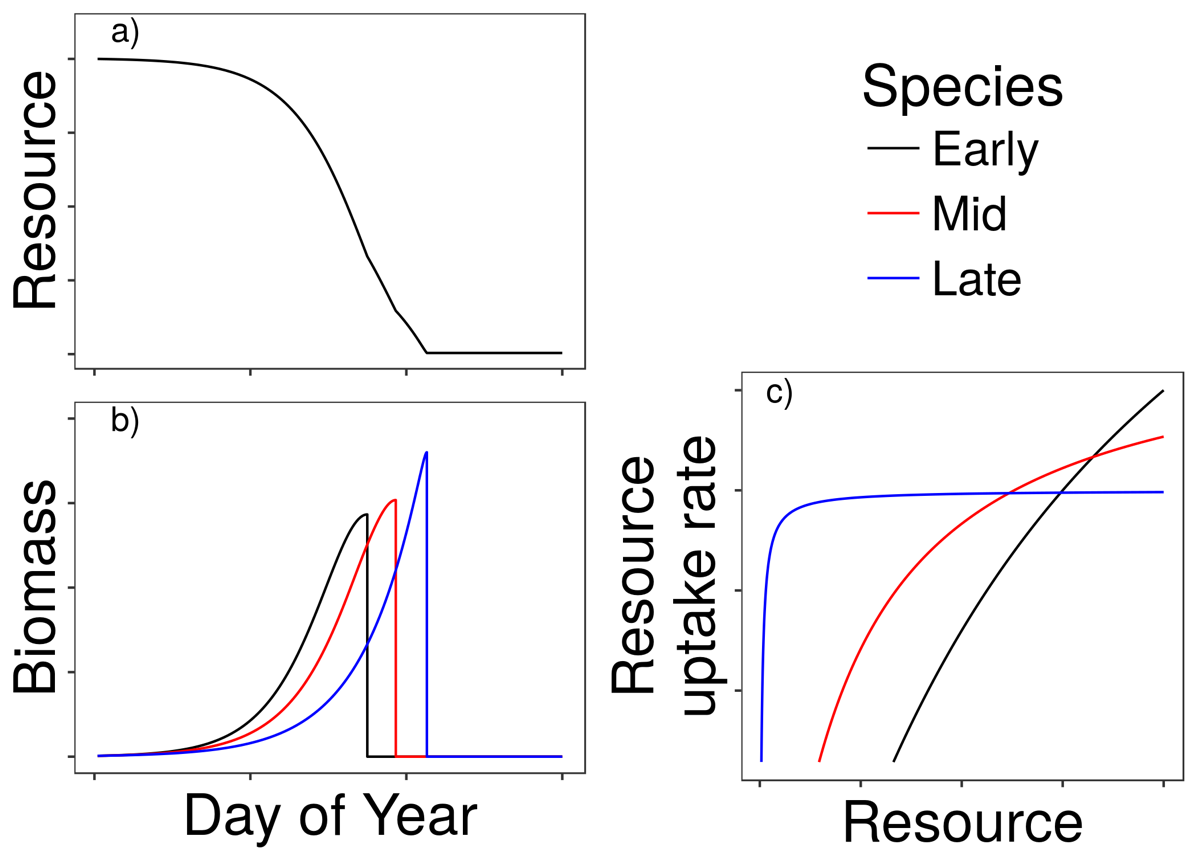 a)
Resource
Species
Early
Mid
Late
b)
Biomass
Day of Year
c)
Resource
uptake rate
Resource